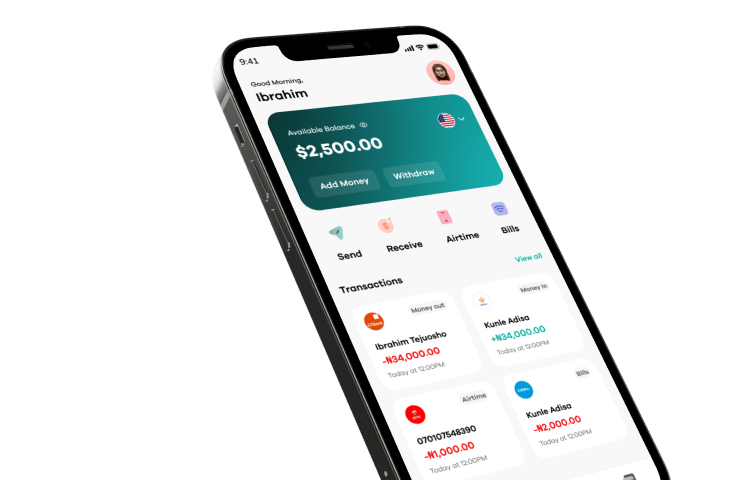 9:41
Good Morning,
Ibrahim
Available Balance
$2,500.00
Add Money
Withdraw
Send
Receive
Airtime
Bills
Transactions
View all
Money out
Ibrahim Tejuosho
-₦34,000.00
Today at 12:00PM
Money in
Kunle Adisa
+₦34,000.00
Today at 12:00PM
Airtime
070107548390
-₦1,000.00
Today at 12:00PM
Bills
Kunle Adisa
-₦2,000.00
Today at 12:00PM